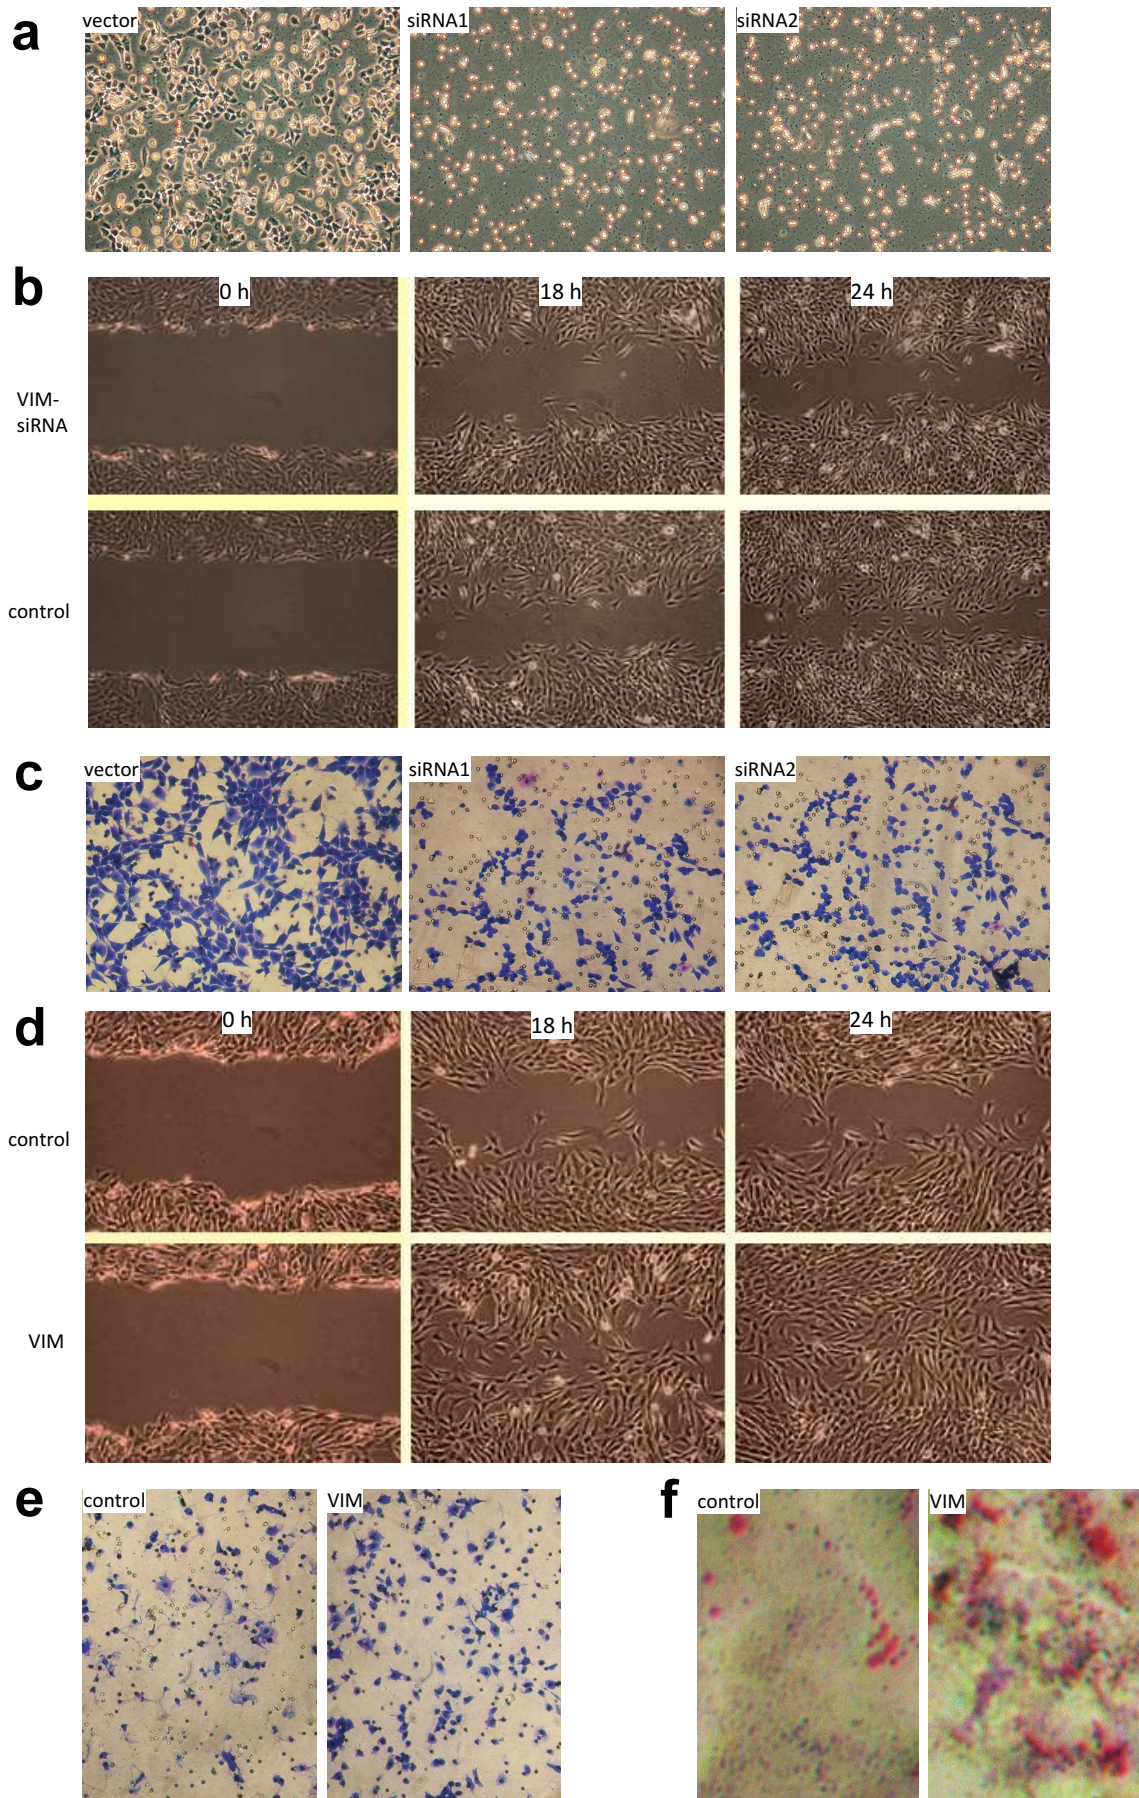 a
vector
siRNA1
siRNA2
b
0 h
18 h
24 h
VIM-
siRNA
control
c
vector
siRNA1
siRNA2
d
0 h
18 h
24 h
control
VIM
e
control
VIM
f
control
VIM